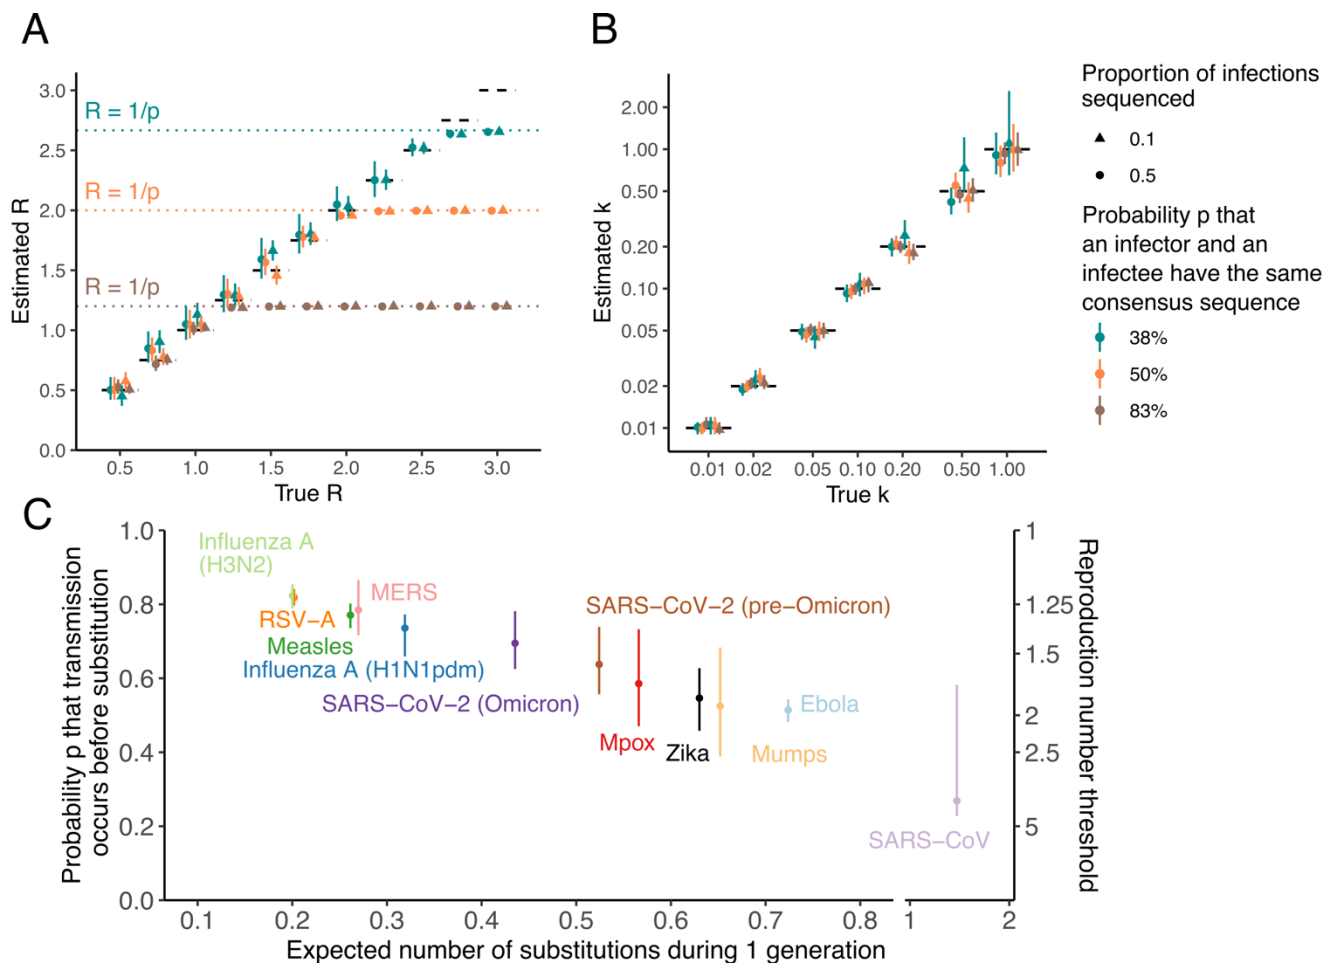 A
Estimated R
3.0
2.5
2.0
1.5
1.0
0.5
0.0
R = 1/p
R = 1/p
R = 1/p
0.5 1.0 1.5 2.0 2.5 3.0
True R
B
Estimated k
2.00
1.00
0.50
0.20
0.10
0.05
0.02
0.01
0.01 0.02 0.05 0.10 0.20 0.50 1.00
True k
Proportion of infections
sequenced
0.1
0.5
Probability p that
an infector and an
infectee have the same
consensus sequence
38%
50%
83%
C
Probability p that transmission
occurs before substitution
1.0
0.8
0.6
0.4
0.2
0.0
Influenza A
(H3N2)
RSV−A
MERS
Measles
Influenza A (H1N1pdm)
SARS−CoV−2 (Omicron)
SARS−CoV−2 (pre−Omicron)
Mpox
Zika
Mumps
Ebola
SARS−CoV
1
1.25
1.5
2
2.5
5
Reproduction number threshold
0.1 0.2 0.3 0.4 0.5 0.6 0.7 0.8 1 2
Expected number of substitutions during 1 generation